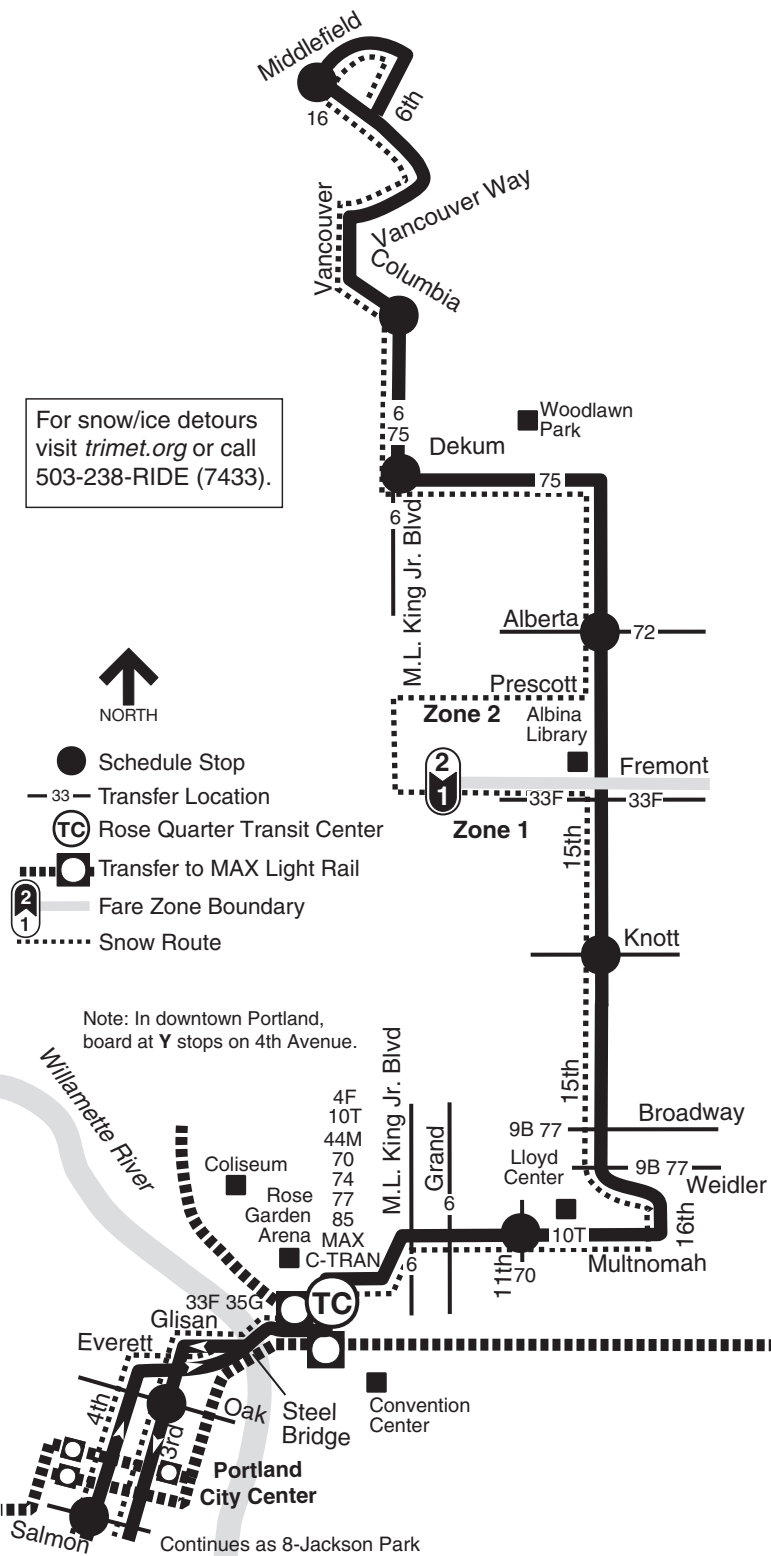 Middlefield
16
6th
Vancouver
Vancouver Way
Columbia
For snow/ice detours
visit trimet.org or call
503-238-RIDE (7433).
6
75
Dekum
Woodlawn
Park
75
6
M.L. King Jr. Blvd
Alberta
72
NORTH
Prescott
Zone 2
Albina
Library
2
1
Fremont
33F
33F
Zone 1
15th
Schedule Stop
33
Transfer Location
TC
Rose Quarter Transit Center
Transfer to MAX Light Rail
2
1
Fare Zone Boundary
Snow Route
Knott
Note: In downtown Portland,
board at Y stops on 4th Avenue.
Willamette River
15th
Broadway
9B 77
9B 77
Weidler
Lloyd
Center
16th
10T
Multnomah
11th
70
Grand
6
M.L. King Jr. Blvd
6
4F
10T
44M
70
74
77
85
MAX
C-TRAN
Coliseum
Rose
Garden
Arena
TC
33F 35G
Glisan
Everett
4th
3rd
Oak
Steel
Bridge
Convention
Center
Portland
City Center
Salmon
Continues as 8-Jackson Park